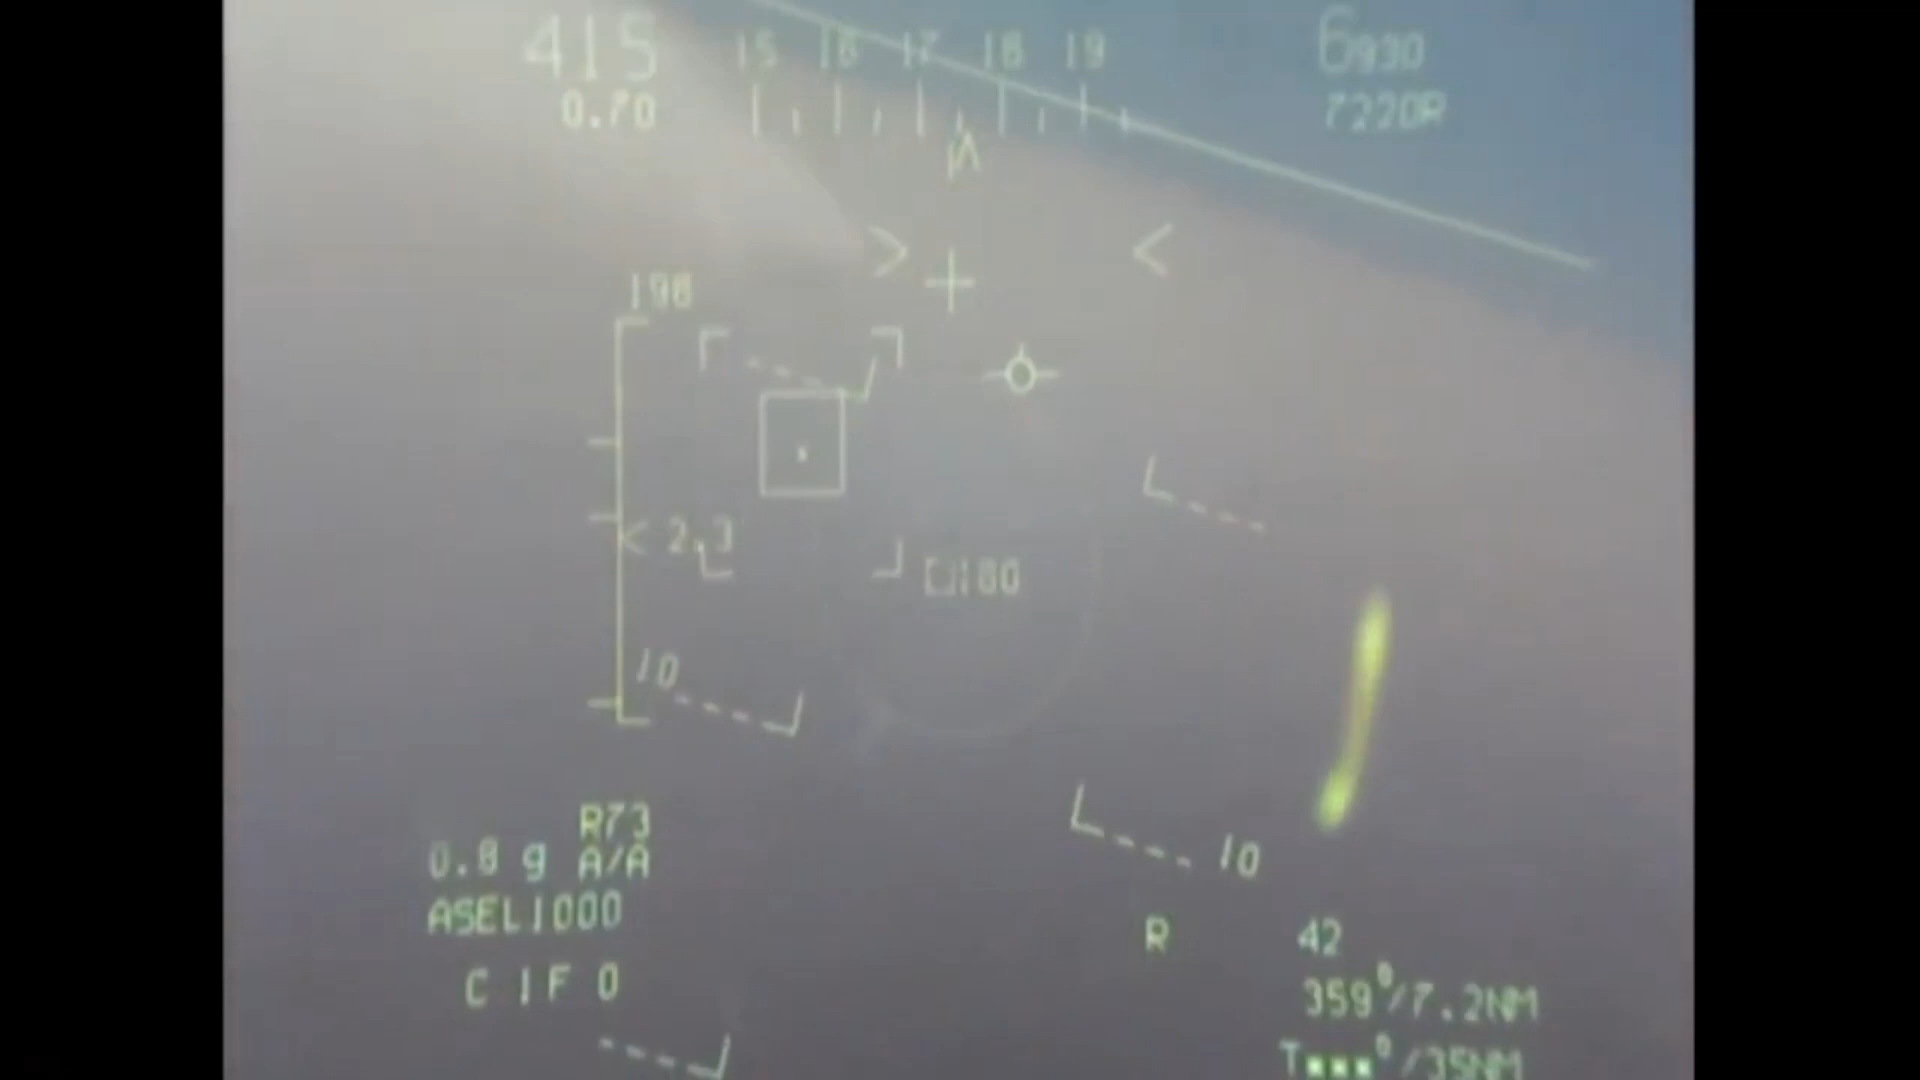 415 15 16 17 18 19 6930
0.70 7220R
198
< 2.3
180
10
R73
0.8 g A/A
10
ASEL1000
R 42
C 1F 0
359°/7.2NM
T▪▪▪°/35NM